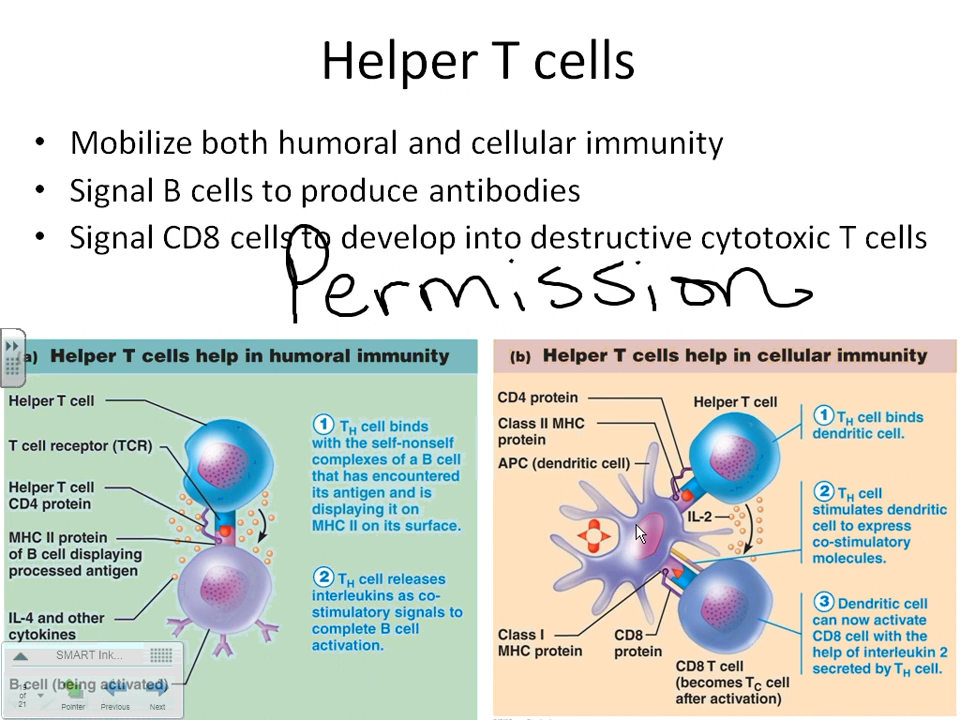 Helper T cells
• Mobilize both humoral and cellular immunity
• Signal B cells to produce antibodies
• Signal CD8 cells to develop into destructive cytotoxic T cells
Permission
a) Helper T cells help in humoral immunity
Helper T cell
T cell receptor (TCR)
Helper T cell
CD4 protein
MHC II protein
of B cell displaying
processed antigen
IL-4 and other
cytokines
B cell (being activated)
1 TH cell binds
with the self-nonself
complexes of a B cell
that has encountered
its antigen and is
displaying it on
MHC II on its surface.
2 TH cell releases
interleukins as co-
stimulatory signals to
complete B cell
activation.
(b) Helper T cells help in cellular immunity
CD4 protein
Class II MHC
protein
APC (dendritic cell)
Helper T cell
IL-2
Class I
MHC protein
CD8
protein
CD8 T cell
(becomes TC cell
after activation)
1 TH cell binds
dendritic cell.
2 TH cell
stimulates dendritic
cell to express
co-stimulatory
molecules.
3 Dendritic cell
can now activate
CD8 cell with the
help of interleukin 2
secreted by TH cell.
SMART Ink...
19
of
21
Pointer
Previous
Next